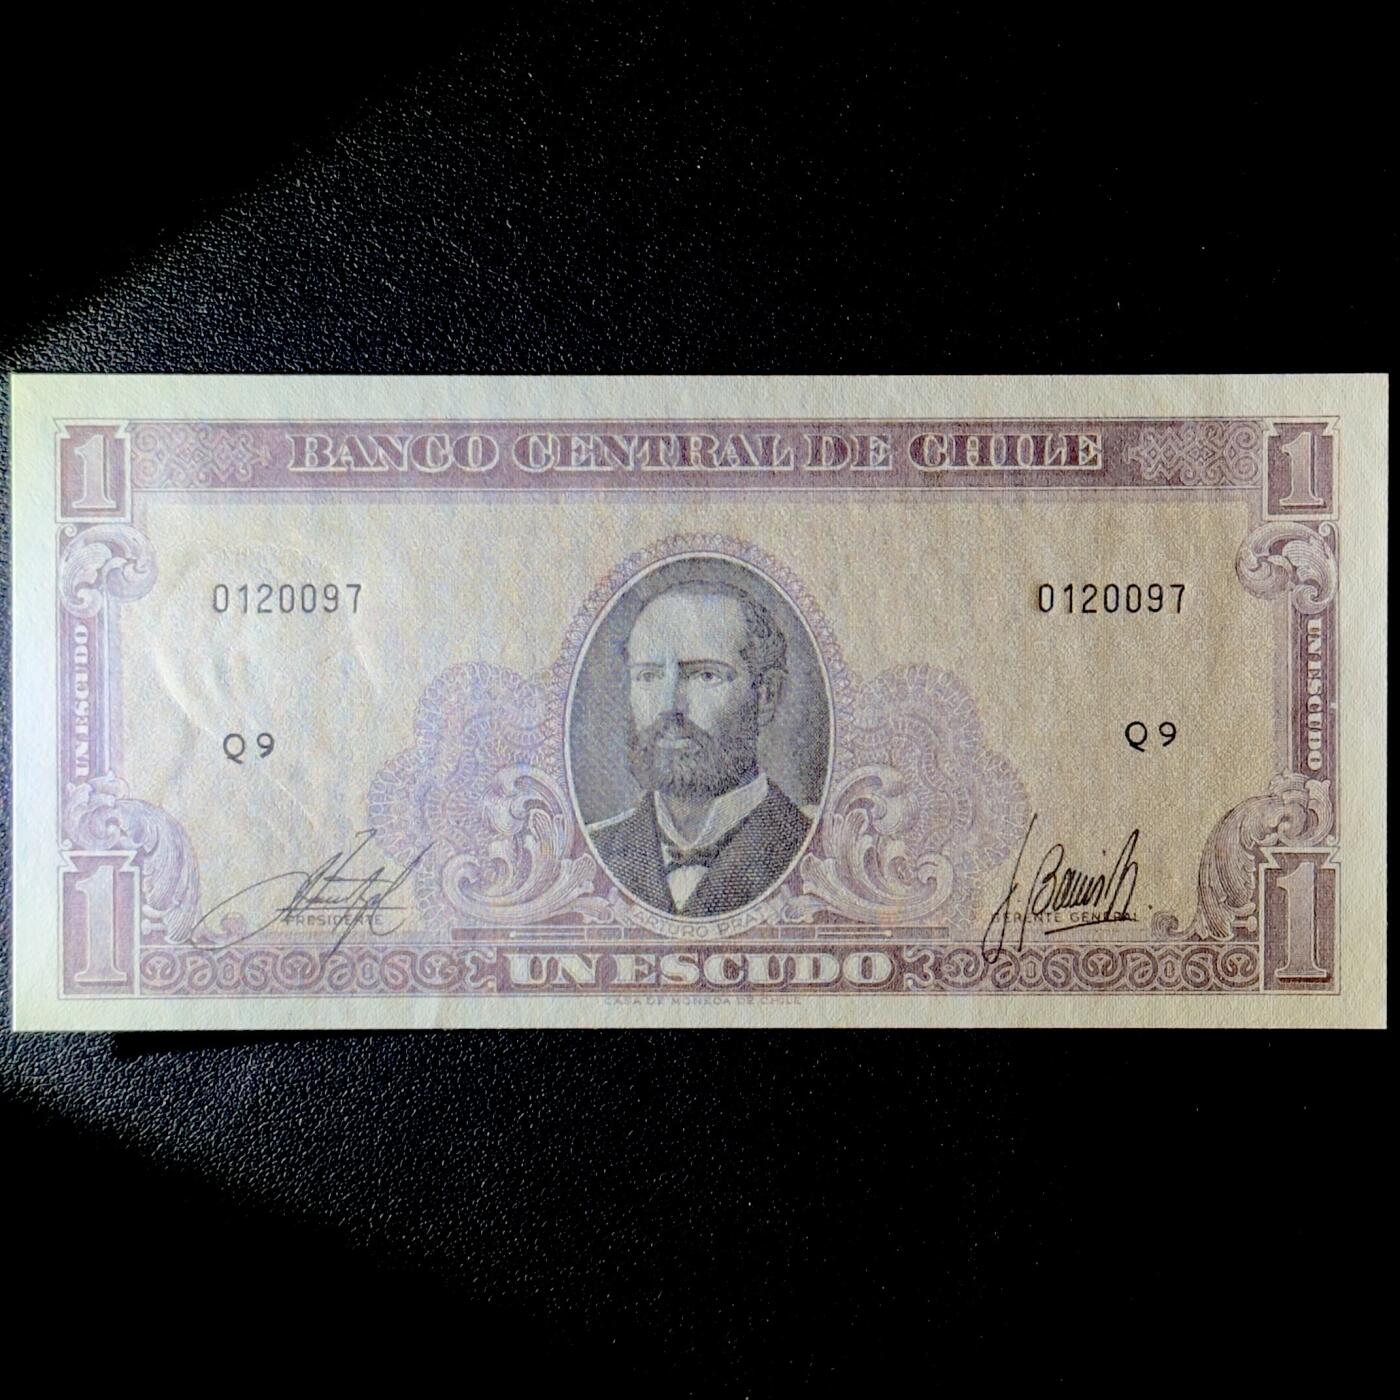 1 BANCO CENTRAL DE CHILE 1
0120097 0120097
UN ESCUDO UN ESCUDO
Q9 Q9
PRESIDENTE GERENTE GENERAL
ARTURO PRAT
1 UN ESCUDO 1
CASA DE MONEDA DE CHILE